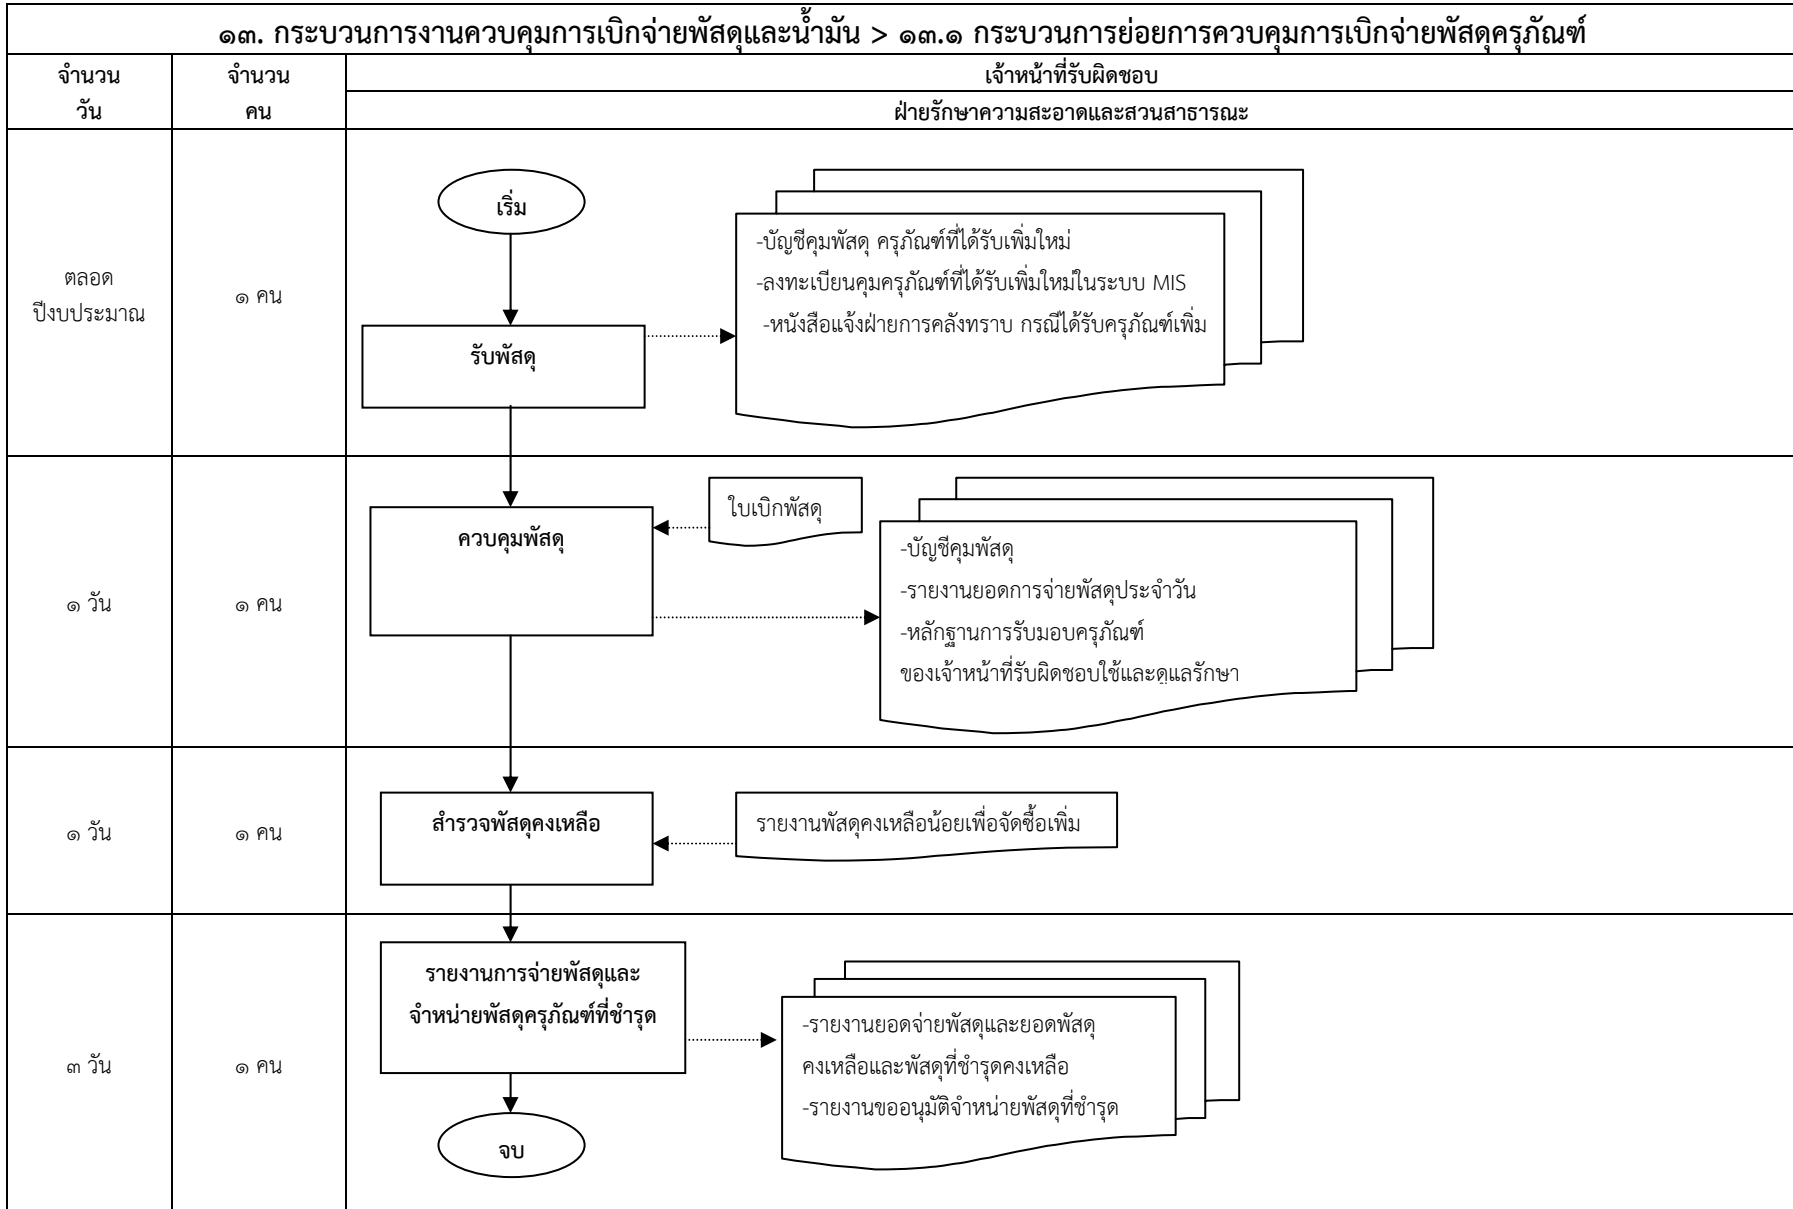 ๑๓. กระบวนการงานควบคุมการเบิกจ่ายพัสดุและน้ำมัน > ๑๓.๑ กระบวนการย่อยการควบคุมการเบิกจ่ายพัสดุครุภัณฑ์
จำนวน
วัน
จำนวน
คน
เจ้าหน้าที่รับผิดชอบ
ฝ่ายรักษาความสะอาดและสวนสาธารณะ
ตลอด
ปีงบประมาณ
๑ คน
เริ่ม
รับพัสดุ
-บัญชีคุมพัสดุ ครุภัณฑ์ที่ได้รับเพิ่มใหม่
-ลงทะเบียนคุมครุภัณฑ์ที่ได้รับเพิ่มใหม่ในระบบ MIS
-หนังสือแจ้งฝ่ายการคลังทราบ กรณีได้รับครุภัณฑ์เพิ่ม
๑ วัน
๑ คน
ควบคุมพัสดุ
ใบเบิกพัสดุ
-บัญชีคุมพัสดุ
-รายงานยอดการจ่ายพัสดุประจำวัน
-หลักฐานการรับมอบครุภัณฑ์
ของเจ้าหน้าที่รับผิดชอบใช้และดูแลรักษา
๑ วัน
๑ คน
สำรวจพัสดุคงเหลือ
รายงานพัสดุคงเหลือน้อยเพื่อจัดซื้อเพิ่ม
๓ วัน
๑ คน
รายงานการจ่ายพัสดุและ
จำหน่ายพัสดุครุภัณฑ์ที่ชำรุด
-รายงานยอดจ่ายพัสดุและยอดพัสดุ
คงเหลือและพัสดุที่ชำรุดคงเหลือ
-รายงานขออนุมัติจำหน่ายพัสดุที่ชำรุด
จบ